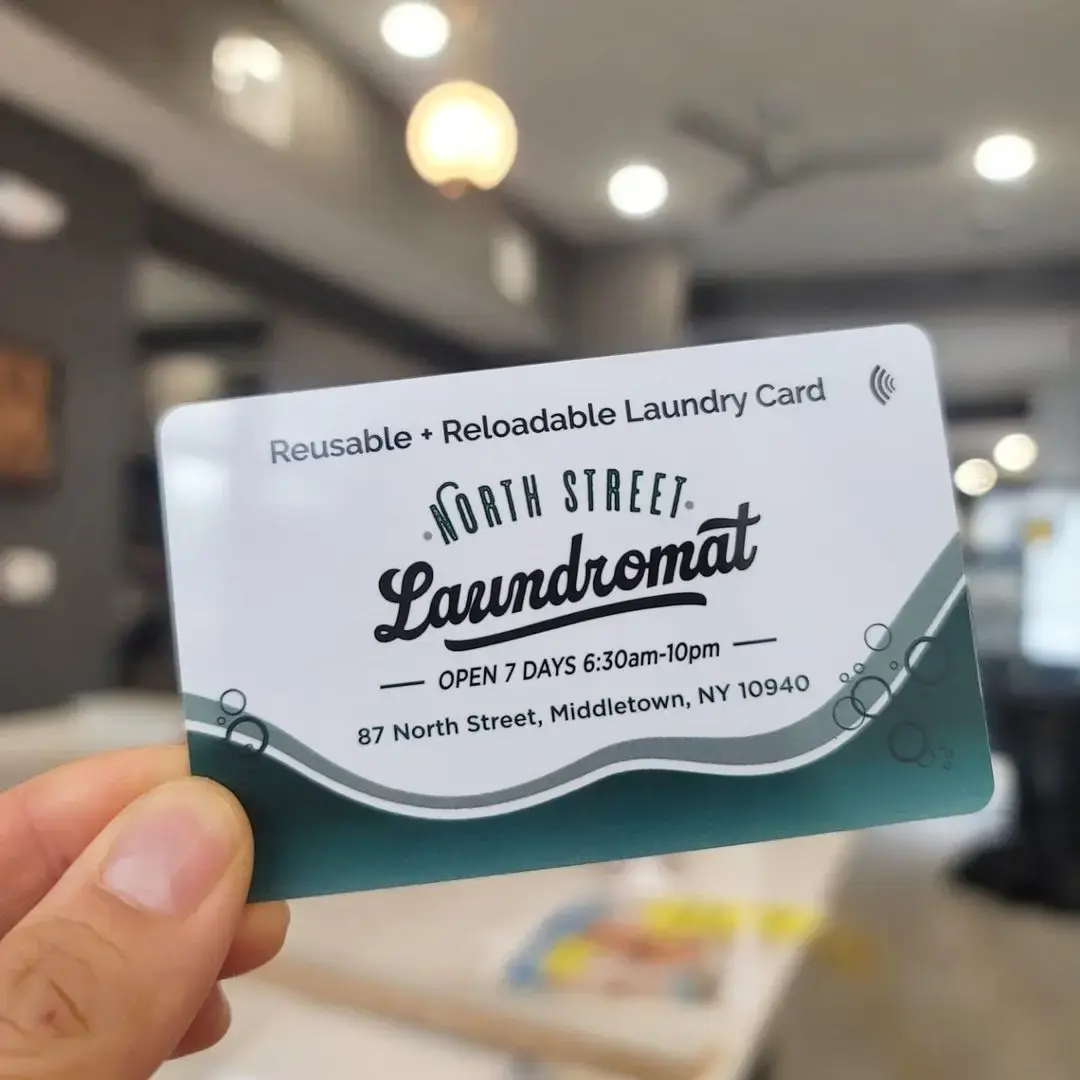 Reusable + Reloadable Laundry Card
NORTH STREET
Laundromat
OPEN 7 DAYS 6:30am-10pm
87 North Street, Middletown, NY 10940